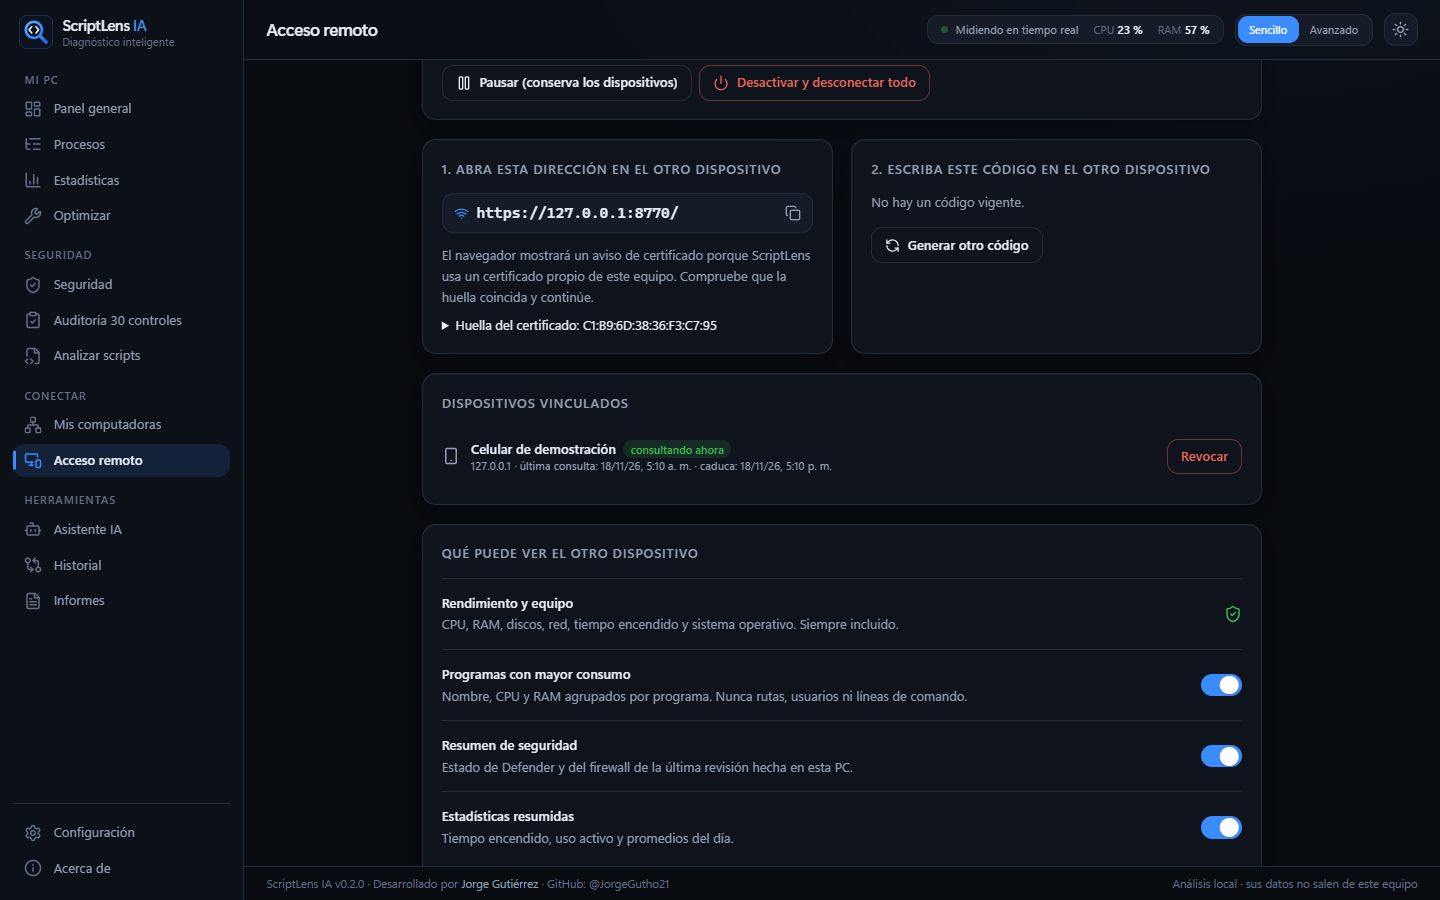 ScriptLens IA
Diagnóstico inteligente
MI PC
Panel general
Procesos
Estadísticas
Optimizar
SEGURIDAD
Seguridad
Auditoría 30 controles
Analizar scripts
CONECTAR
Mis computadoras
Acceso remoto
HERRAMIENTAS
Asistente IA
Historial
Informes
Configuración
Acerca de
Acceso remoto
Midiendo en tiempo real CPU 23 % RAM 57 %
Sencillo Avanzado
Pausar (conserva los dispositivos) Desactivar y desconectar todo
1. ABRA ESTA DIRECCIÓN EN EL OTRO DISPOSITIVO
https://127.0.0.1:8770/
El navegador mostrará un aviso de certificado porque ScriptLens
usa un certificado propio de este equipo. Compruebe que la
huella coincida y continúe.
Huella del certificado: C1:B9:6D:38:36:F3:C7:95
2. ESCRIBA ESTE CÓDIGO EN EL OTRO DISPOSITIVO
No hay un código vigente.
Generar otro código
DISPOSITIVOS VINCULADOS
Celular de demostración consultando ahora
127.0.0.1 · última consulta: 18/11/26, 5:10 a. m. · caduca: 18/11/26, 5:10 p. m.
Revocar
QUÉ PUEDE VER EL OTRO DISPOSITIVO
Rendimiento y equipo
CPU, RAM, discos, red, tiempo encendido y sistema operativo. Siempre incluido.
Programas con mayor consumo
Nombre, CPU y RAM agrupados por programa. Nunca rutas, usuarios ni líneas de comando.
Resumen de seguridad
Estado de Defender y del firewall de la última revisión hecha en esta PC.
Estadísticas resumidas
Tiempo encendido, uso activo y promedios del día.
ScriptLens IA v0.2.0 · Desarrollado por Jorge Gutiérrez · GitHub: @JorgeGutho21
Análisis local · sus datos no salen de este equipo